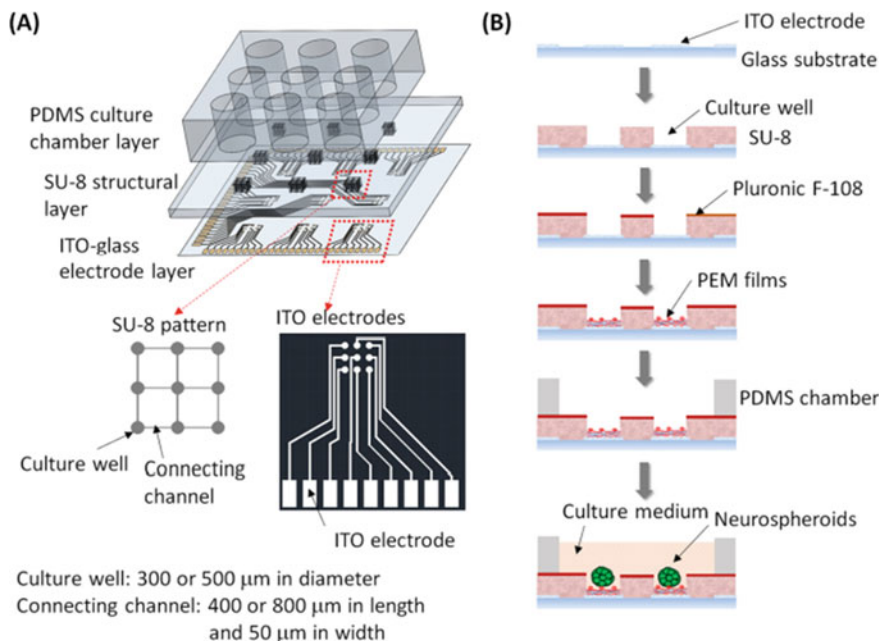 (A)
PDMS culture
chamber layer
SU-8 structural
layer
ITO-glass
electrode layer
SU-8 pattern
ITO electrodes
Culture well
Connecting
channel
ITO electrode
Culture well: 300 or 500 μm in diameter
Connecting channel: 400 or 800 μm in length
and 50 μm in width
(B)
ITO electrode
Glass substrate
Culture well
SU-8
Pluronic F-108
PEM films
PDMS chamber
Culture medium
Neurospheroids